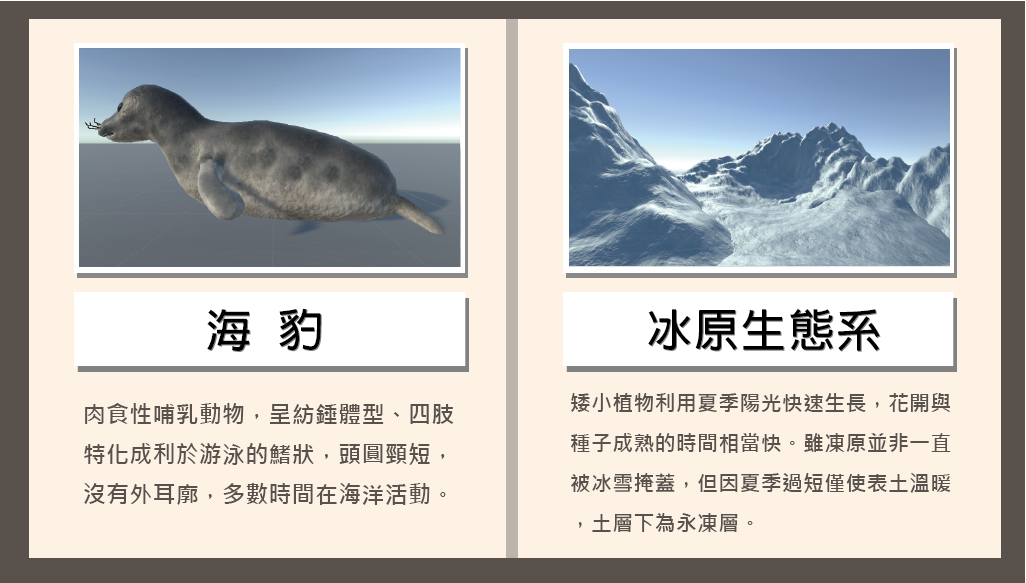 海 豹
肉食性哺乳動物，呈紡錘體型、四肢
特化成利於游泳的鰭狀，頭圓頸短，
沒有外耳廓，多數時間在海洋活動。
冰原生態系
矮小植物利用夏季陽光快速生長，花開與
種子成熟的時間相當快。雖凍原並非一直
被冰雪掩蓋，但因夏季過短僅使表土溫暖
，土層下為永凍層。